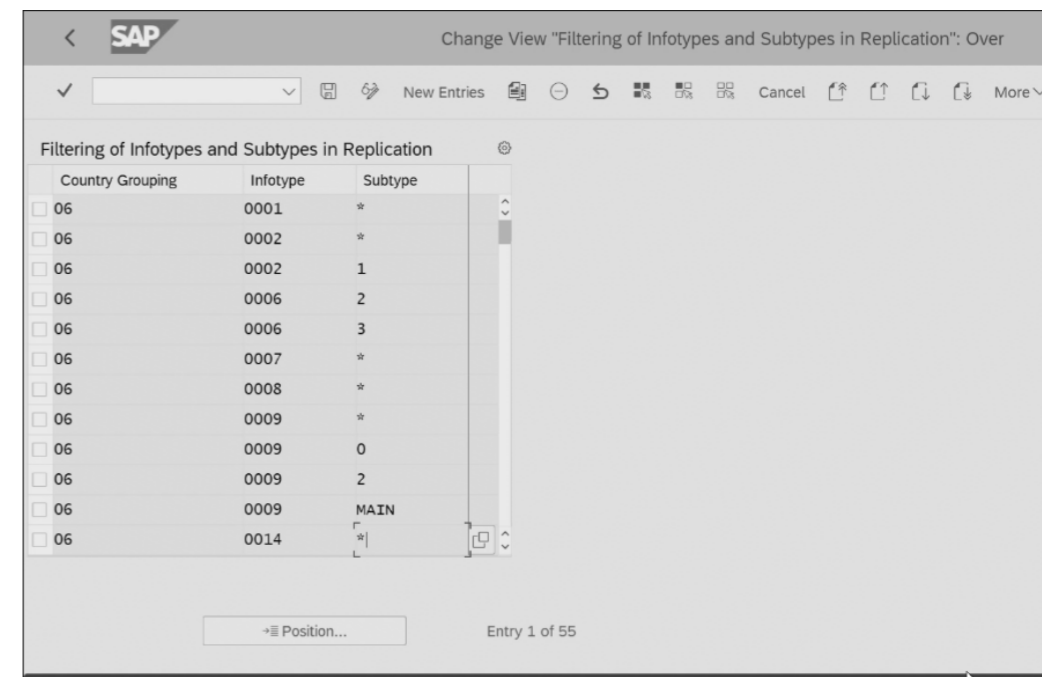 SAP
Change View "Filtering of Infotypes and Subtypes in Replication": Over
New Entries Cancel More
Filtering of Infotypes and Subtypes in Replication
Country Grouping Infotype Subtype
06 0001 *
06 0002 *
06 0002 1
06 0006 2
06 0006 3
06 0007 *
06 0008 *
06 0009 *
06 0009 0
06 0009 2
06 0009 MAIN
06 0014 *
Position... Entry 1 of 55